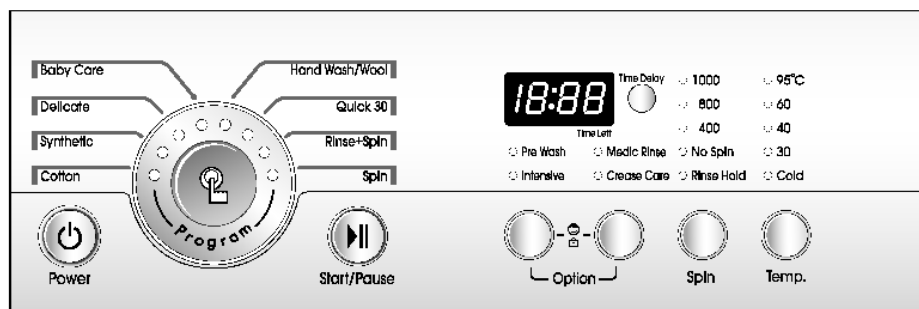 Baby Care
Delicate
Synthetic
Cotton
Hand Wash/Wool
Quick 30
Rinse+Spin
Spin
Program
Power
Start/Pause
18:88
Time Delay
Time Left
Pre Wash
Intensive
Medic Rinse
Crease Care
1000
800
400
No Spin
Rinse Hold
95°C
60
40
30
Cold
Option
Spin
Temp.